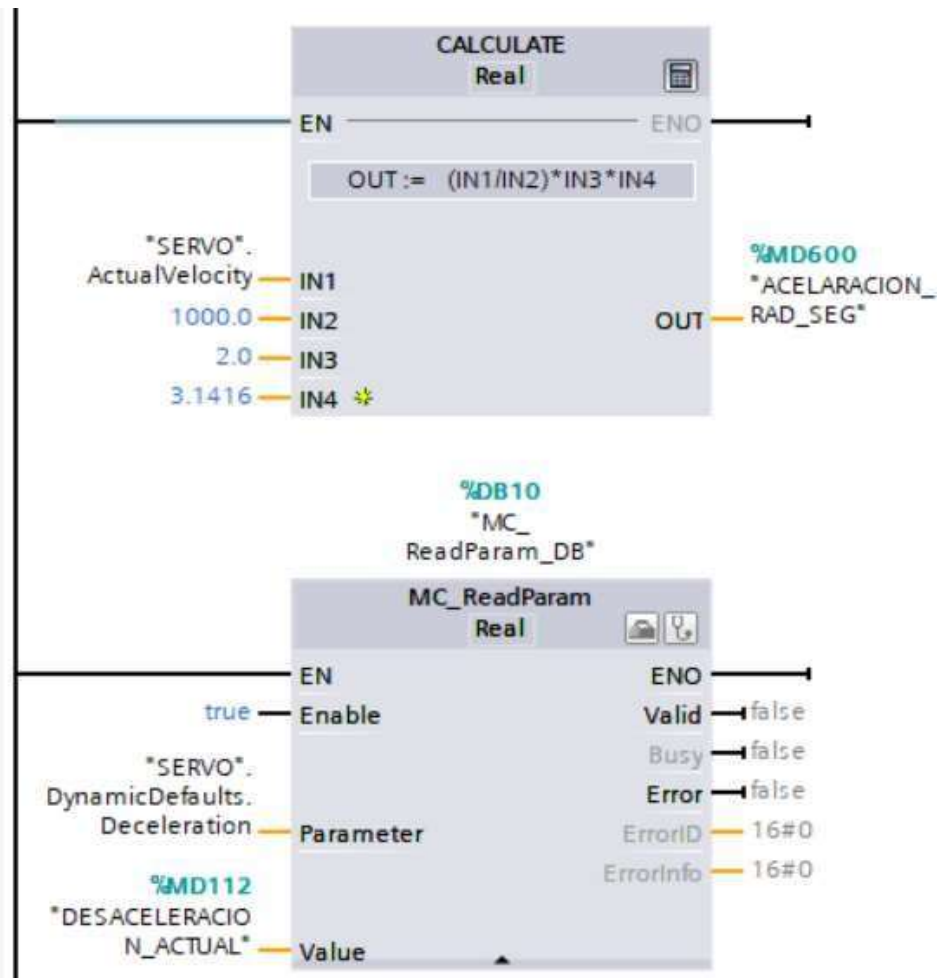 CALCULATE
Real
EN
ENO
OUT := (IN1/IN2)*IN3*IN4
"SERVO".
ActualVelocity
IN1
1000.0
IN2
2.0
IN3
3.1416
IN4
OUT
%MD600
"ACELARACION_
RAD_SEG"
%DB10
"MC_
ReadParam_DB"
MC_ReadParam
Real
EN
ENO
true
Enable
Valid
false
Busy
false
"SERVO".
DynamicDefaults.
Deceleration
Parameter
Error
false
ErrorID
16#0
ErrorInfo
16#0
%MD112
"DESACELERACIO
N_ACTUAL"
Value